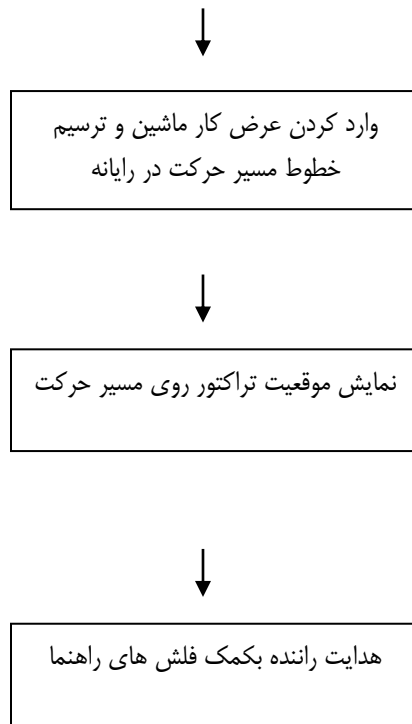 وارد کردن عرض کار ماشین و ترسیم
خطوط مسیر حرکت در رایانه
نمایش موقعیت تراکتور روی مسیر حرکت
هدایت راننده بکمک فلش های راهنما